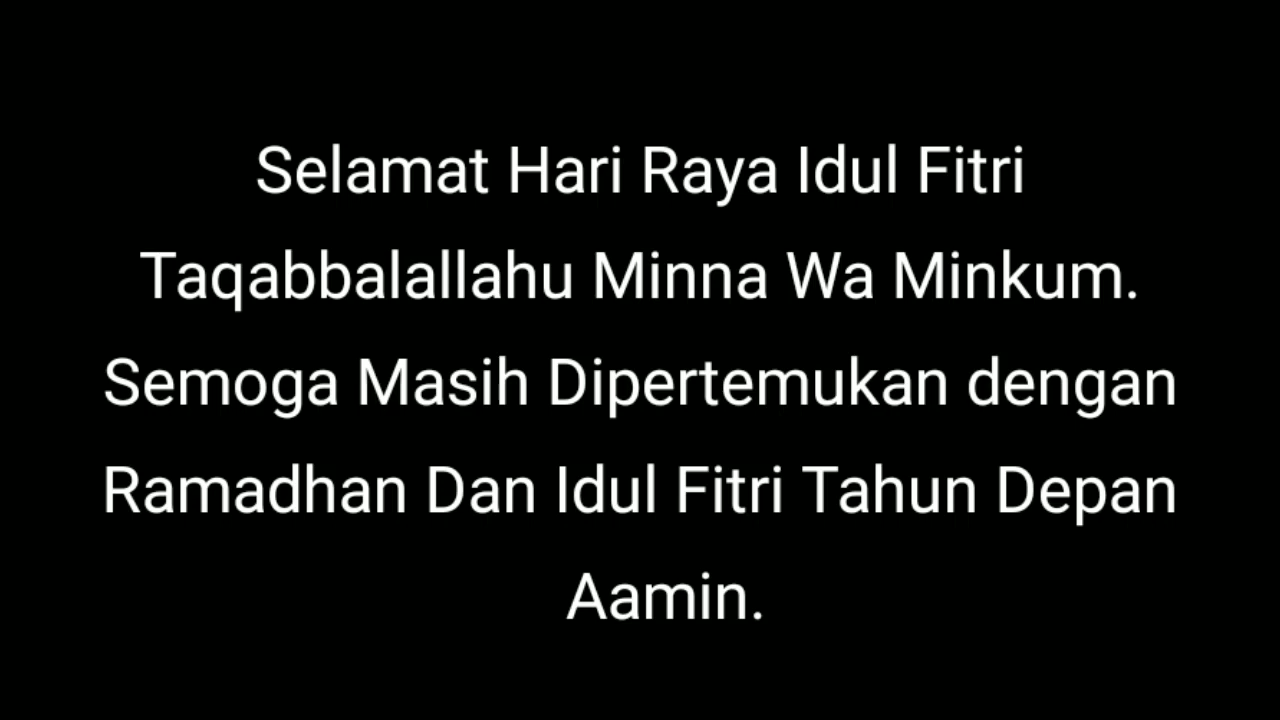 Selamat Hari Raya Idul Fitri
Taqabbalallahu Minna Wa Minkum.
Semoga Masih Dipertemukan dengan
Ramadhan Dan Idul Fitri Tahun Depan
Aamin.